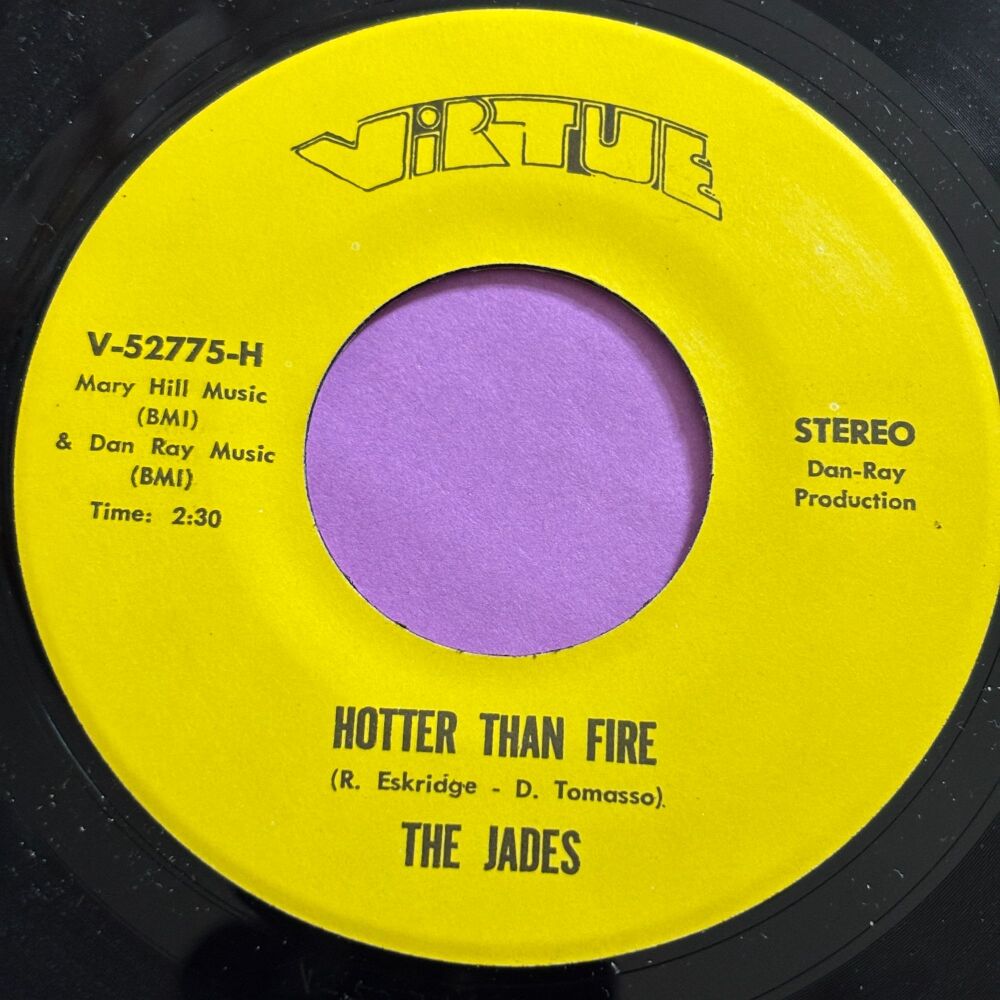 ViRTUE
V-52775-H
Mary Hill Music
(BMI)
& Dan Ray Music
(BMI)
Time: 2:30
STEREO
Dan-Ray
Production
HOTTER THAN FIRE
(R. Eskridge - D. Tomasso)
THE JADES